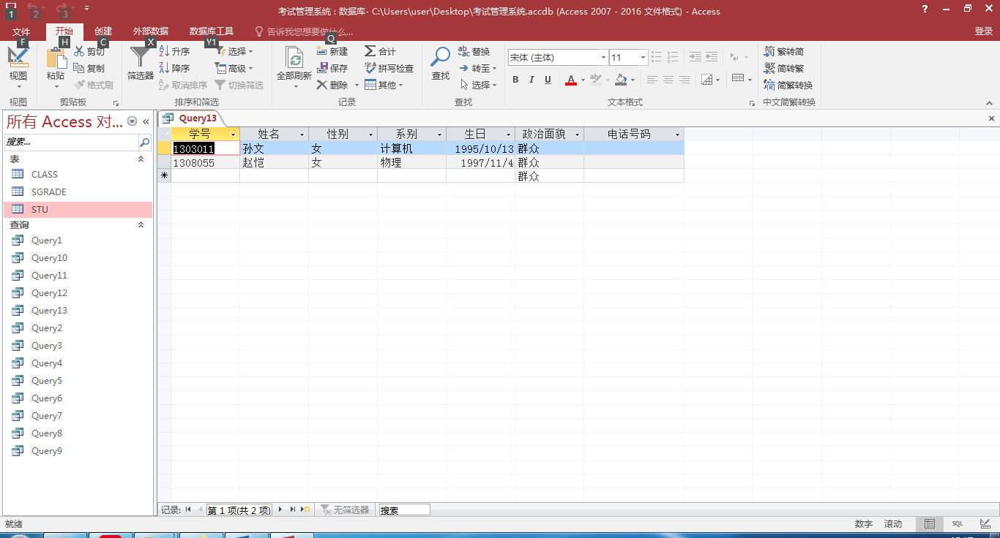 考试管理系统 : 数据库- C:\Users\user\Desktop\考试管理系统.accdb (Access 2007 - 2016 文件格式) - Access
?
1 2 3
文件 开始 创建 外部数据 数据库工具 告诉我您想要做什么... 登录
F H C X Y1 Q
视图
视图
粘贴
剪切
复制
格式刷
剪贴板
筛选器
升序
降序
取消排序
选择
高级
切换筛选
排序和筛选
全部刷新
新建
保存
删除
合计
拼写检查
其他
记录
查找
替换
转至
选择
查找
宋体 (主体) 11
B I U A
文本格式
繁转简
简转繁
简繁转换
中文简繁转换
所有 Access 对...
搜索...
表
CLASS
SGRADE
STU
查询
Query1
Query10
Query11
Query12
Query13
Query2
Query3
Query4
Query5
Query6
Query7
Query8
Query9
Query13
学号 姓名 性别 系别 生日 政治面貌 电话号码
1303011 孙文 女 计算机 1995/10/13 群众
1308055 赵恺 女 物理 1997/11/4 群众
群众
记录: 第 1 项(共 2 项) 无筛选器 搜索
就绪 数字 滚动 SQL